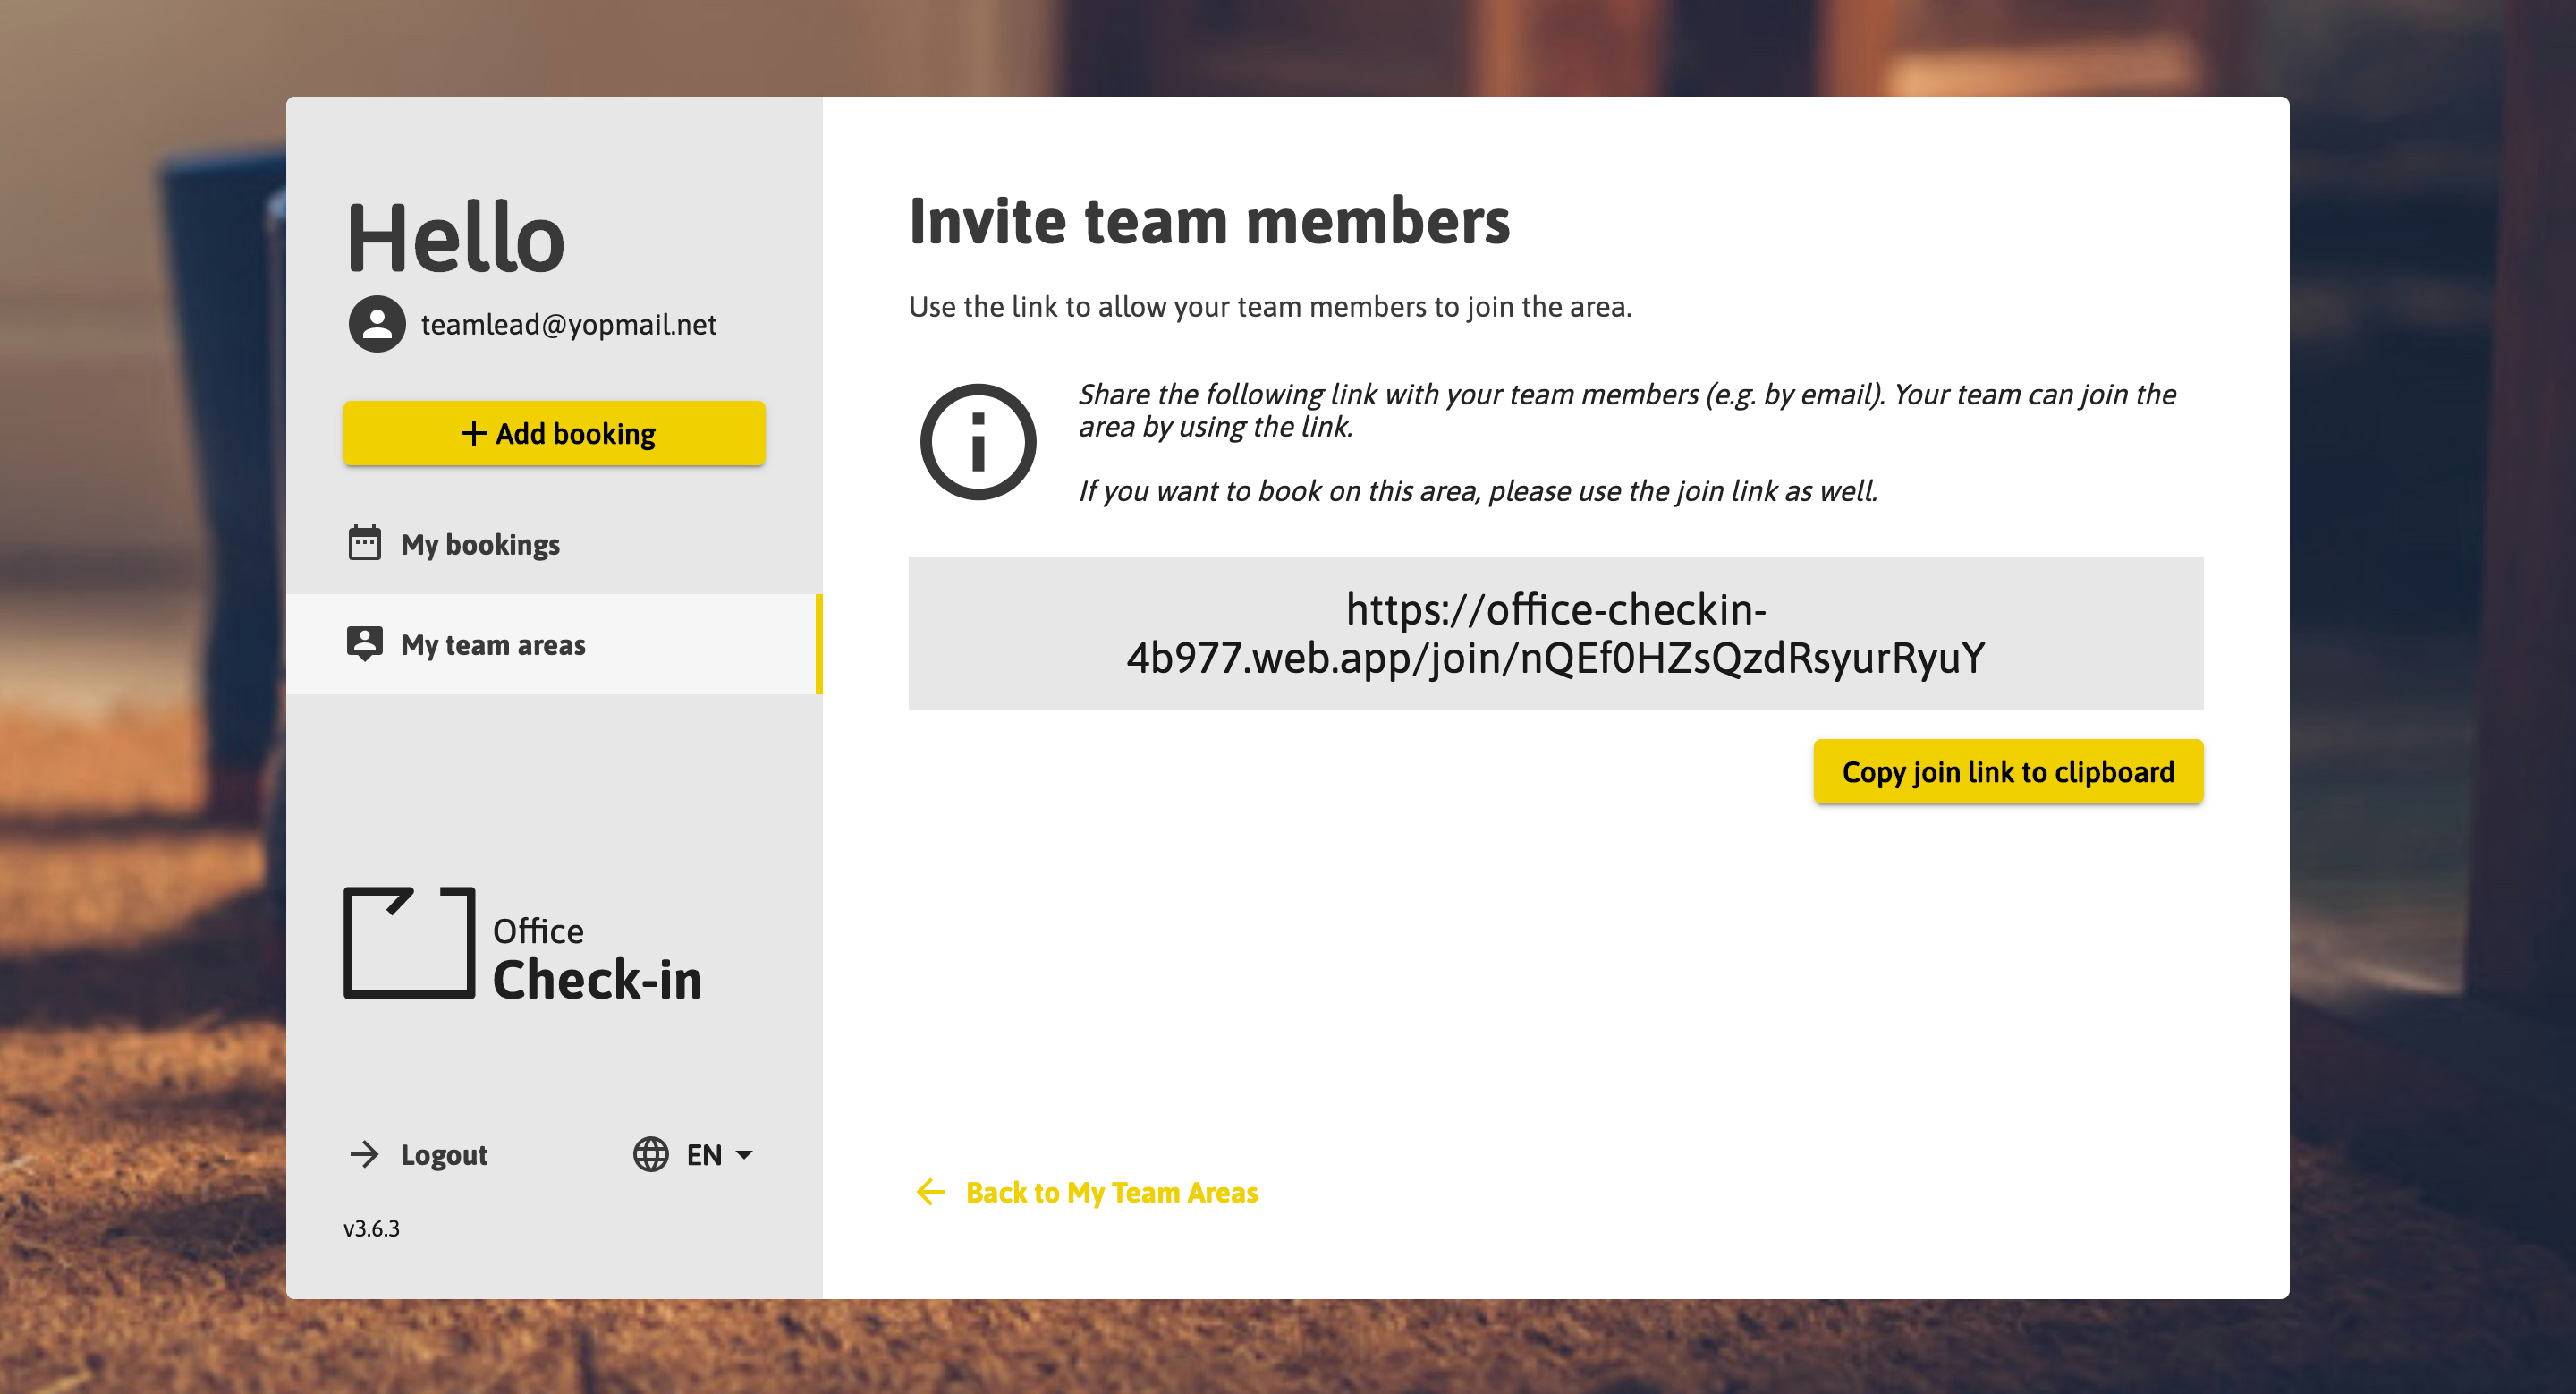 Hello
teamlead@yopmail.net
Add booking
My bookings
My team areas
Office
Check-in
Logout
EN
v3.6.3
Invite team members
Use the link to allow your team members to join the area.
Share the following link with your team members (e.g. by email). Your team can join the
area by using the link.
If you want to book on this area, please use the join link as well.
https://office-checkin-
4b977.web.app/join/nQEf0HZsQzdRsyurRyuY
Copy join link to clipboard
Back to My Team Areas